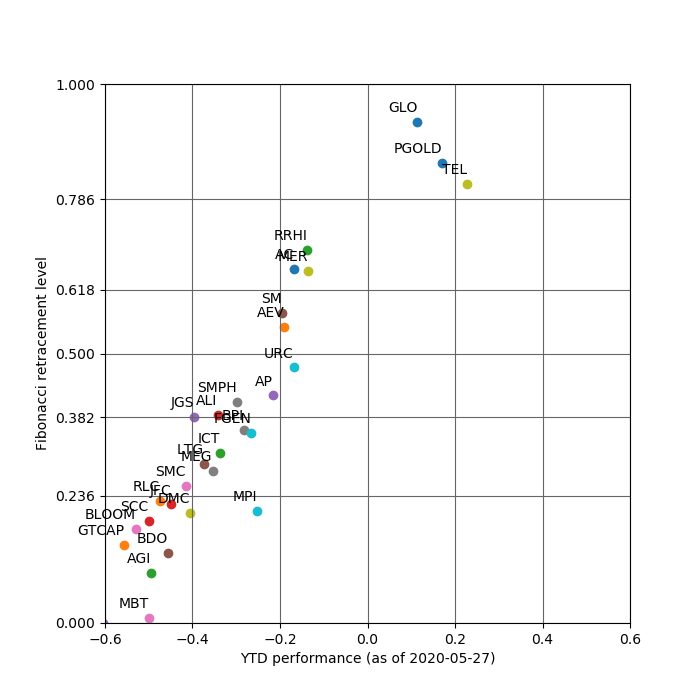 1.000
GLO
PGOLD
TEL
0.786
RRHI
AC
MER
0.618
SM
AEV
0.500
URC
AP
SMPH
ALI
JGS
0.382
BPI
FGEN
ICT
LTG
MEG
SMC
0.236
RLC
JFC
DMC
MPI
SCC
BLOOM
GTCAP
BDO
AGI
MBT
0.000
−0.6
−0.4
−0.2
0.0
0.2
0.4
0.6
YTD performance (as of 2020-05-27)
Fibonacci retracement level